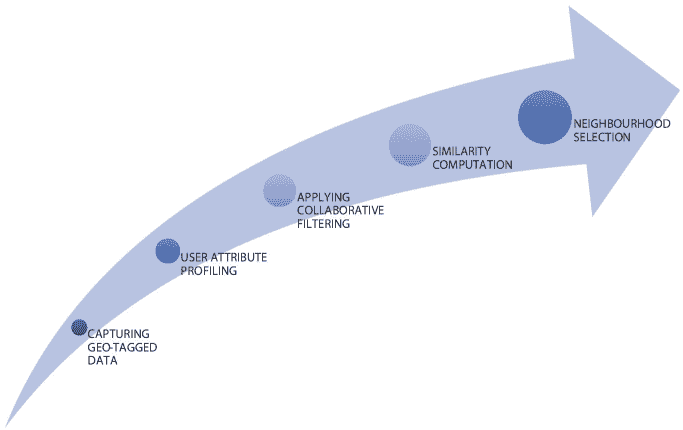 CAPTURING
GEO-TAGGED
DATA
USER ATTRIBUTE
PROFILING
APPLYING
COLLABORATIVE
FILTERING
SIMILARITY
COMPUTATION
NEIGHBOURHOOD
SELECTION